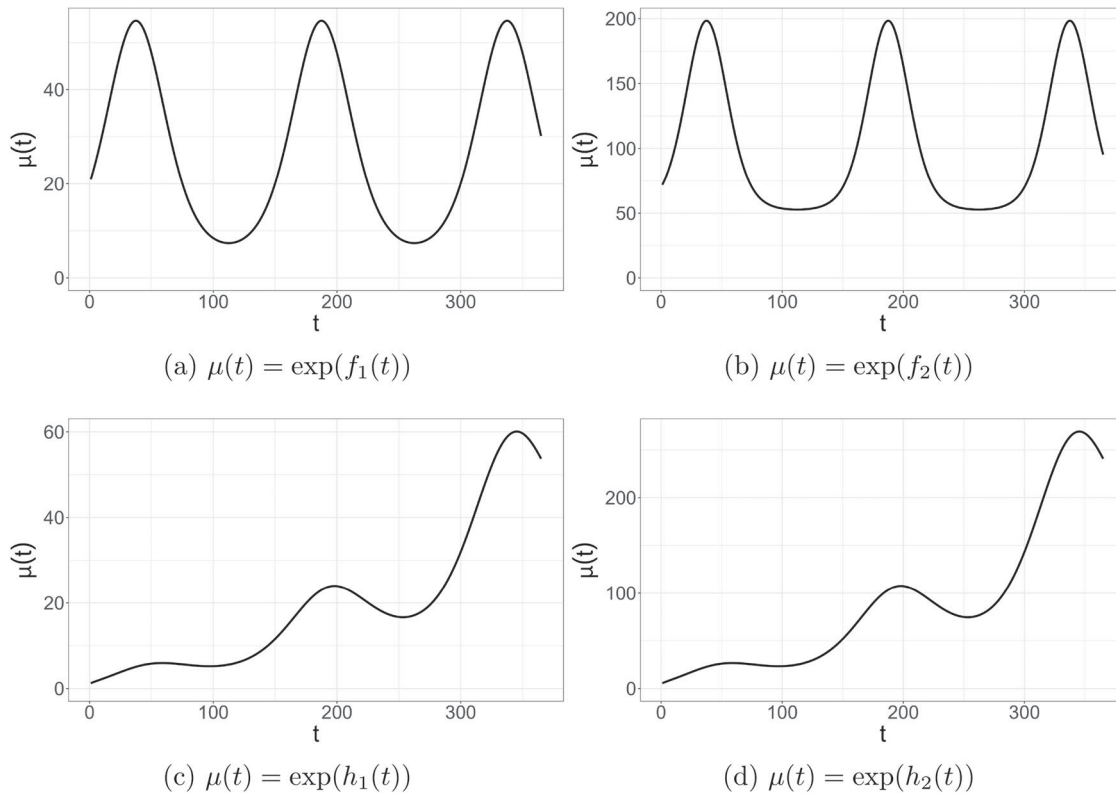 μ(t)
40
20
0
0 100 200 300
t
(a) μ(t) = exp(f₁(t))
μ(t)
200
150
100
50
0
0 100 200 300
t
(b) μ(t) = exp(f₂(t))
μ(t)
60
40
20
0
0 100 200 300
t
(c) μ(t) = exp(h₁(t))
μ(t)
200
100
0
0 100 200 300
t
(d) μ(t) = exp(h₂(t))